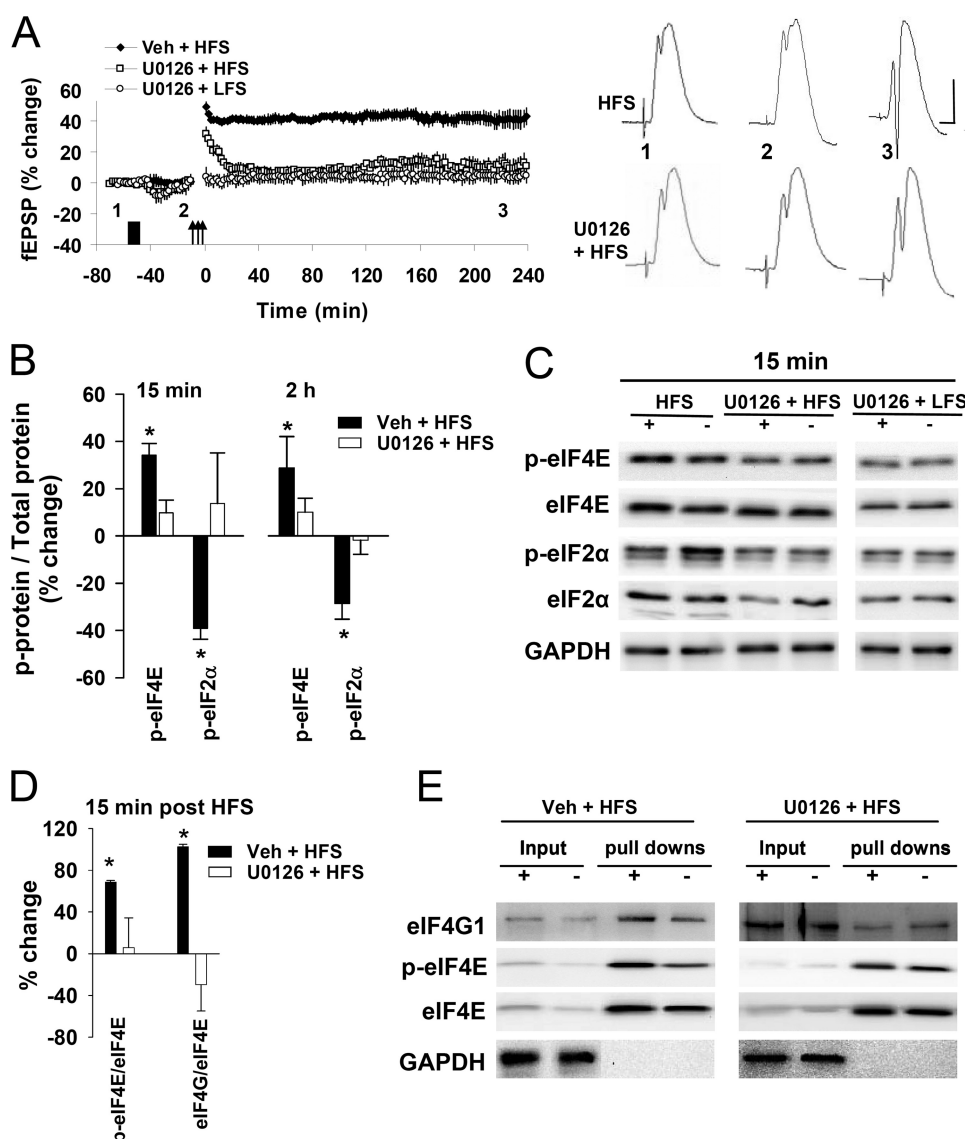 A
Veh + HFS
U0126 + HFS
U0126 + LFS
fEPSP (% change)
60
40
20
0
-20
-40
1
2
3
-80
-40
0
40
80
120
160
200
240
Time (min)
HFS
1
2
3
U0126
+ HFS
B
15 min
2 h
Veh + HFS
U0126 + HFS
p-protein / Total protein
(% change)
60
40
20
0
-20
-40
-60
*
*
*
*
p-eIF4E
p-eIF2α
p-eIF4E
p-eIF2α
C
15 min
HFS
U0126 + HFS
U0126 + LFS
+ - + - + -
p-eIF4E
eIF4E
p-eIF2α
eIF2α
GAPDH
D
15 min post HFS
Veh + HFS
U0126 + HFS
% change
120
80
40
0
-40
-80
*
*
p-eIF4E/eIF4E
eIF4G/eIF4E
E
Veh + HFS
U0126 + HFS
Input pull downs Input pull downs
+ - + - + - + -
eIF4G1
p-eIF4E
eIF4E
GAPDH